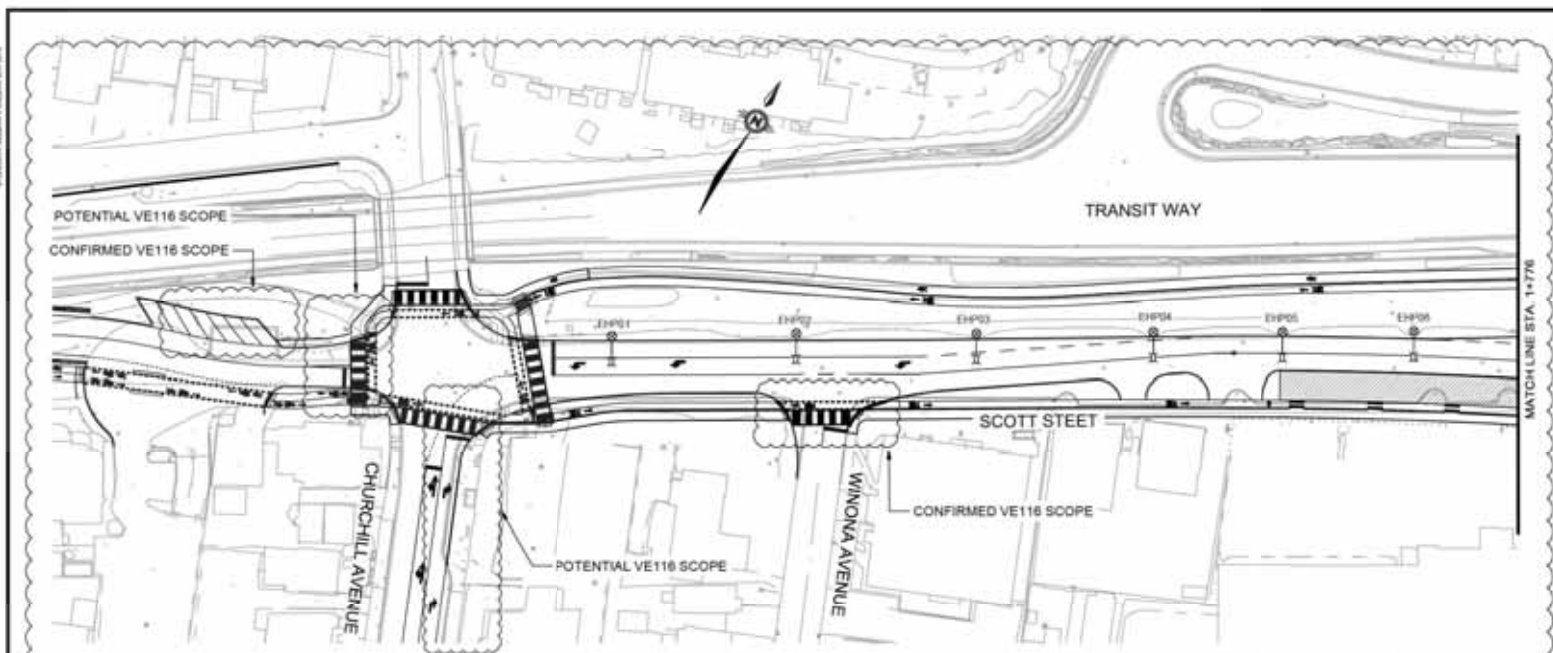 N
TRANSIT WAY
POTENTIAL VE116 SCOPE
CONFIRMED VE116 SCOPE
MATCH LINE STA. 1+776
EHP01
EHP02
EHP03
EHP04
EHP05
EHP06
SCOTT STEET
CHURCHILL AVENUE
WINONA AVENUE
CONFIRMED VE116 SCOPE
POTENTIAL VE116 SCOPE